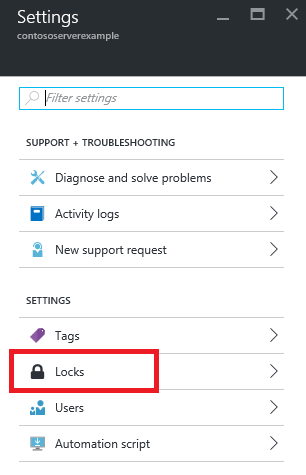 Settings
contososerverexample
Filter settings
SUPPORT + TROUBLESHOOTING
Diagnose and solve problems
Activity logs
New support request
SETTINGS
Tags
Locks
Users
Automation script